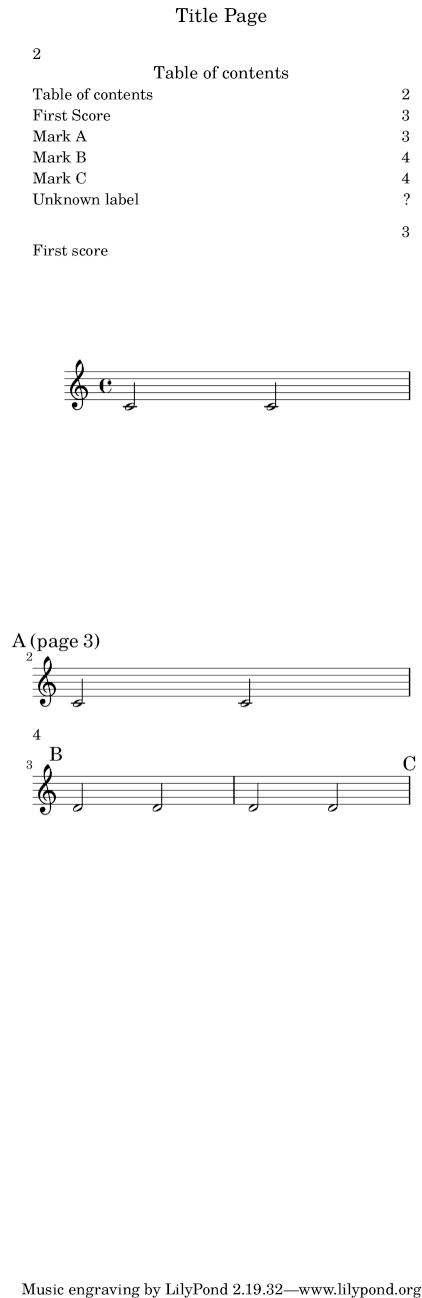 Title Page
2
Table of contents
Table of contents 2
First Score 3
Mark A 3
Mark B 4
Mark C 4
Unknown label ?
3
First score
A (page 3)
2
4
B
C
3
Music engraving by LilyPond 2.19.32—www.lilypond.org